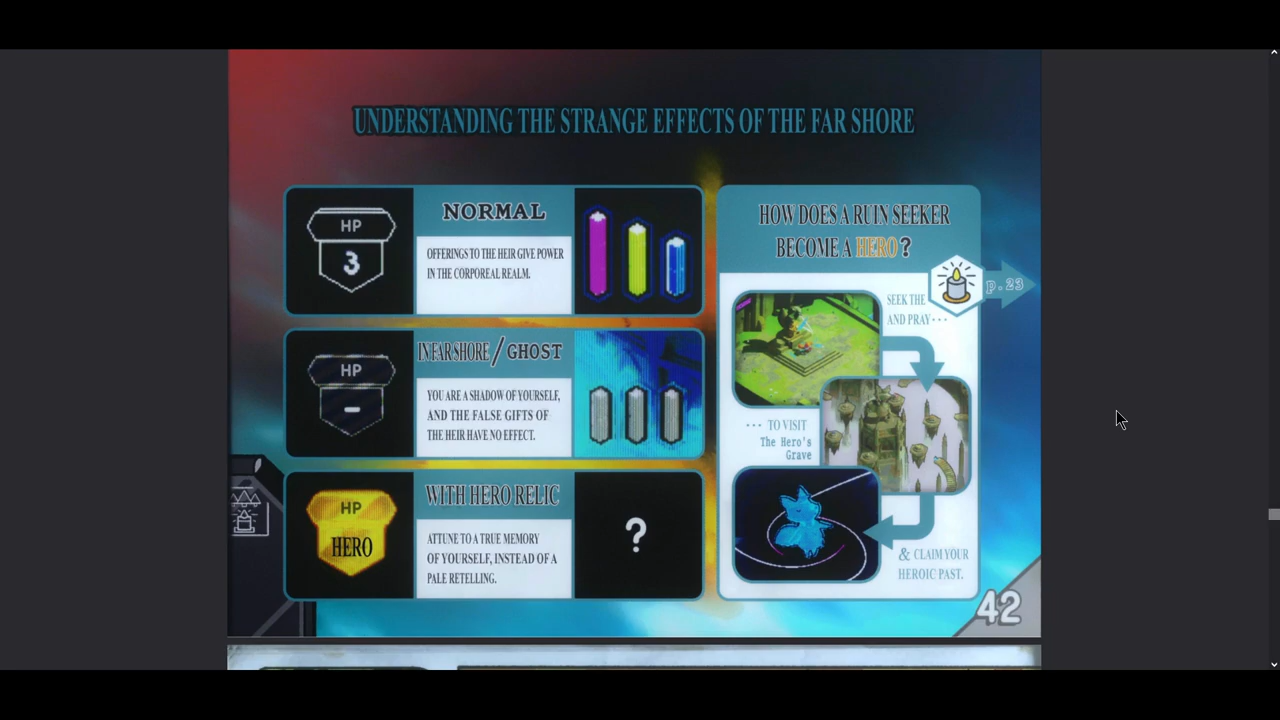 UNDERSTANDING THE STRANGE EFFECTS OF THE FAR SHORE
HP
3
NORMAL
OFFERINGS TO THE HEIR GIVE POWER
IN THE CORPOREAL REALM.
HP
-
IN FAR SHORE / GHOST
YOU ARE A SHADOW OF YOURSELF,
AND THE FALSE GIFTS OF
THE HEIR HAVE NO EFFECT.
HP
HERO
WITH HERO RELIC
ATTUNE TO A TRUE MEMORY
OF YOURSELF, INSTEAD OF A
PALE RETELLING.
?
HOW DOES A RUIN SEEKER
BECOME A HERO?
p.23
SEEK THE
AND PRAY···
··· TO VISIT
The Hero's
Grave
& CLAIM YOUR
HEROIC PAST.
42